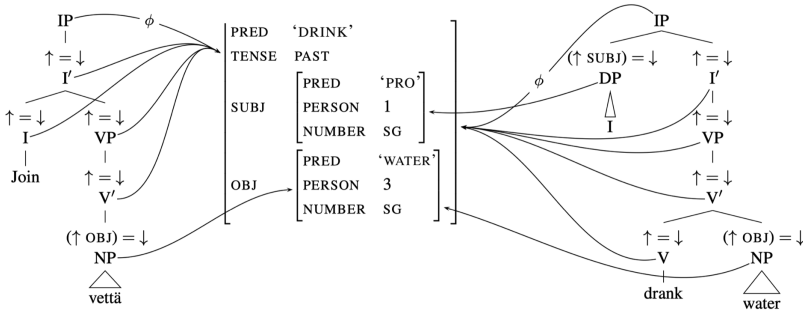 IP
ϕ
↑ = ↓
I′
↑ = ↓
I
Join
↑ = ↓
VP
↑ = ↓
V′
(↑ OBJ) = ↓
NP
vettä
PRED ‘DRINK’
TENSE PAST
SUBJ
PRED ‘PRO’
PERSON 1
NUMBER SG
OBJ
PRED ‘WATER’
PERSON 3
NUMBER SG
IP
ϕ
(↑ SUBJ) = ↓
DP
I
↑ = ↓
I′
↑ = ↓
VP
↑ = ↓
V′
↑ = ↓
V
drank
(↑ OBJ) = ↓
NP
water